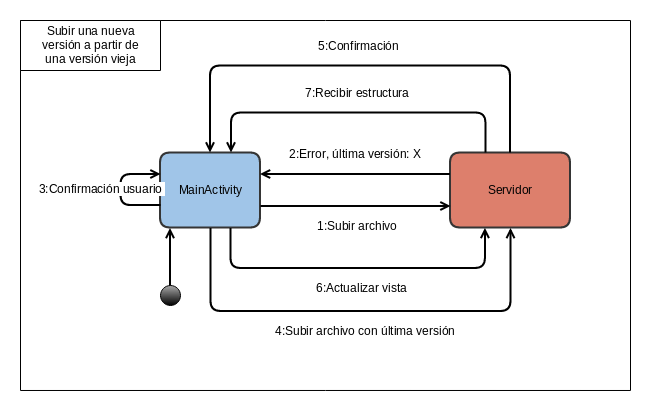 Subir una nueva
versión a partir de
una versión vieja
5:Confirmación
7:Recibir estructura
2:Error, última versión: X
3:Confirmación usuario
MainActivity
Servidor
1:Subir archivo
6:Actualizar vista
4:Subir archivo con última versión